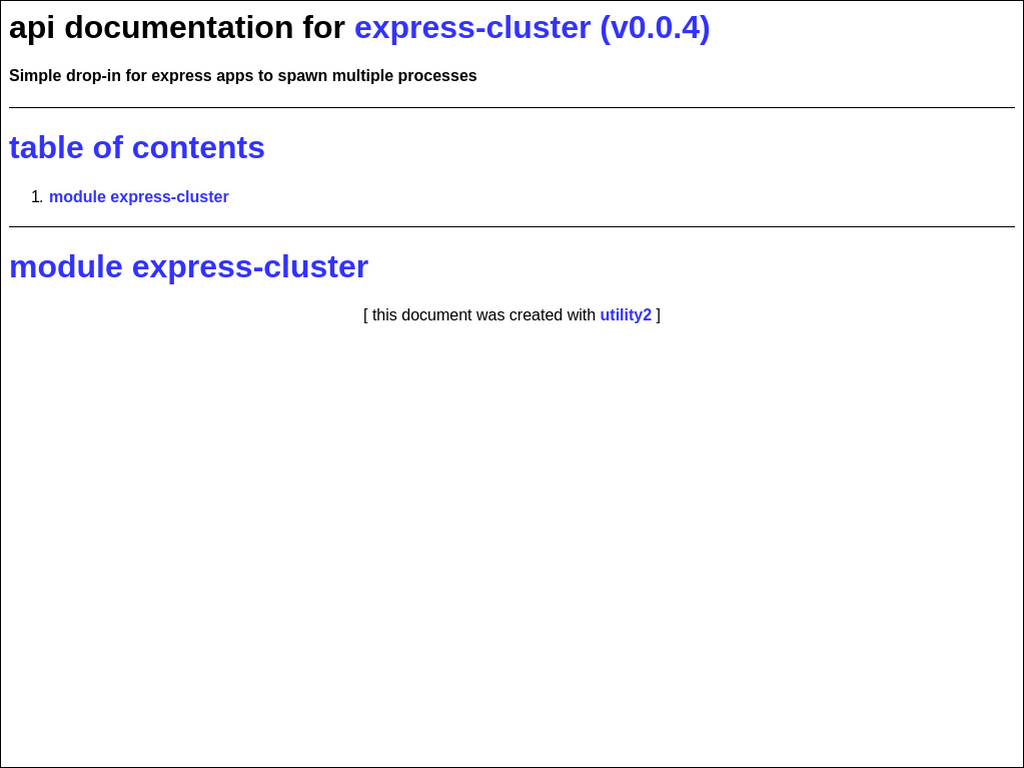 api documentation for express-cluster (v0.0.4)
Simple drop-in for express apps to spawn multiple processes
table of contents
1. module express-cluster
module express-cluster
[ this document was created with utility2 ]